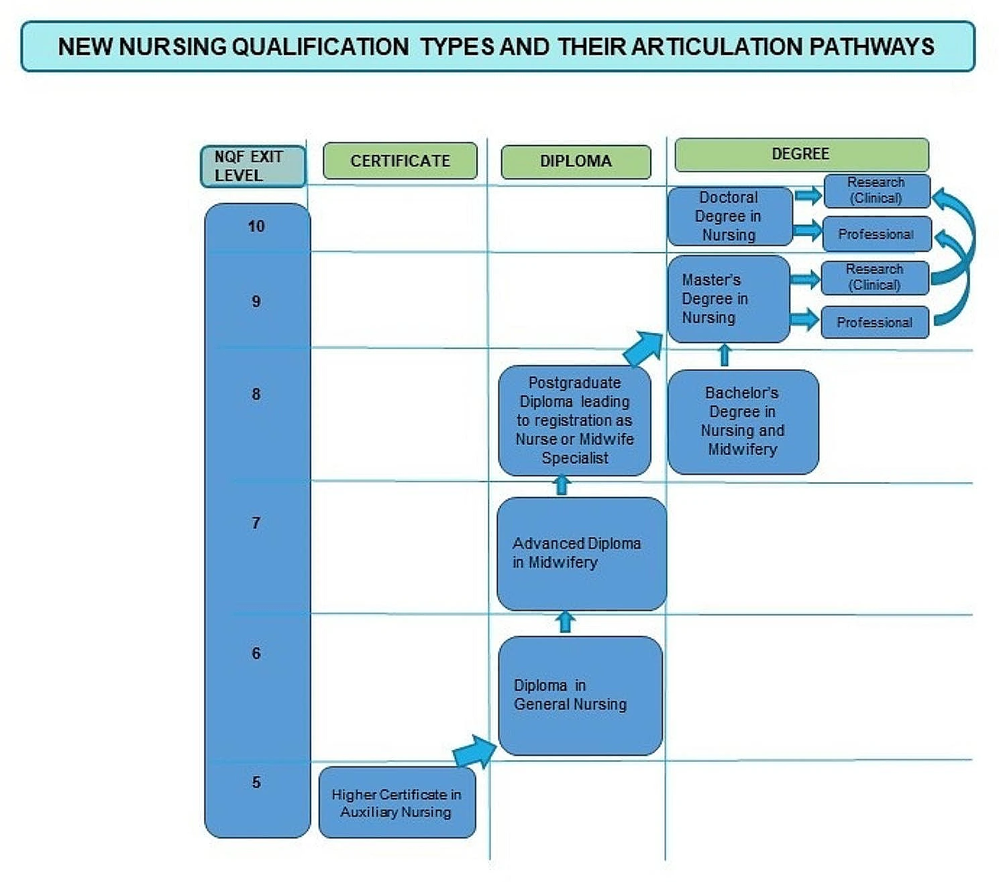 NEW NURSING QUALIFICATION TYPES AND THEIR ARTICULATION PATHWAYS
NQF EXIT
LEVEL
CERTIFICATE
DIPLOMA
DEGREE
10
Doctoral
Degree in
Nursing
Research
(Clinical)
Professional
9
Master's
Degree in
Nursing
Research
(Clinical)
Professional
8
Postgraduate
Diploma leading
to registration as
Nurse or Midwife
Specialist
Bachelor's
Degree in
Nursing and
Midwifery
7
Advanced Diploma
in Midwifery
6
Diploma in
General Nursing
5
Higher Certificate in
Auxiliary Nursing